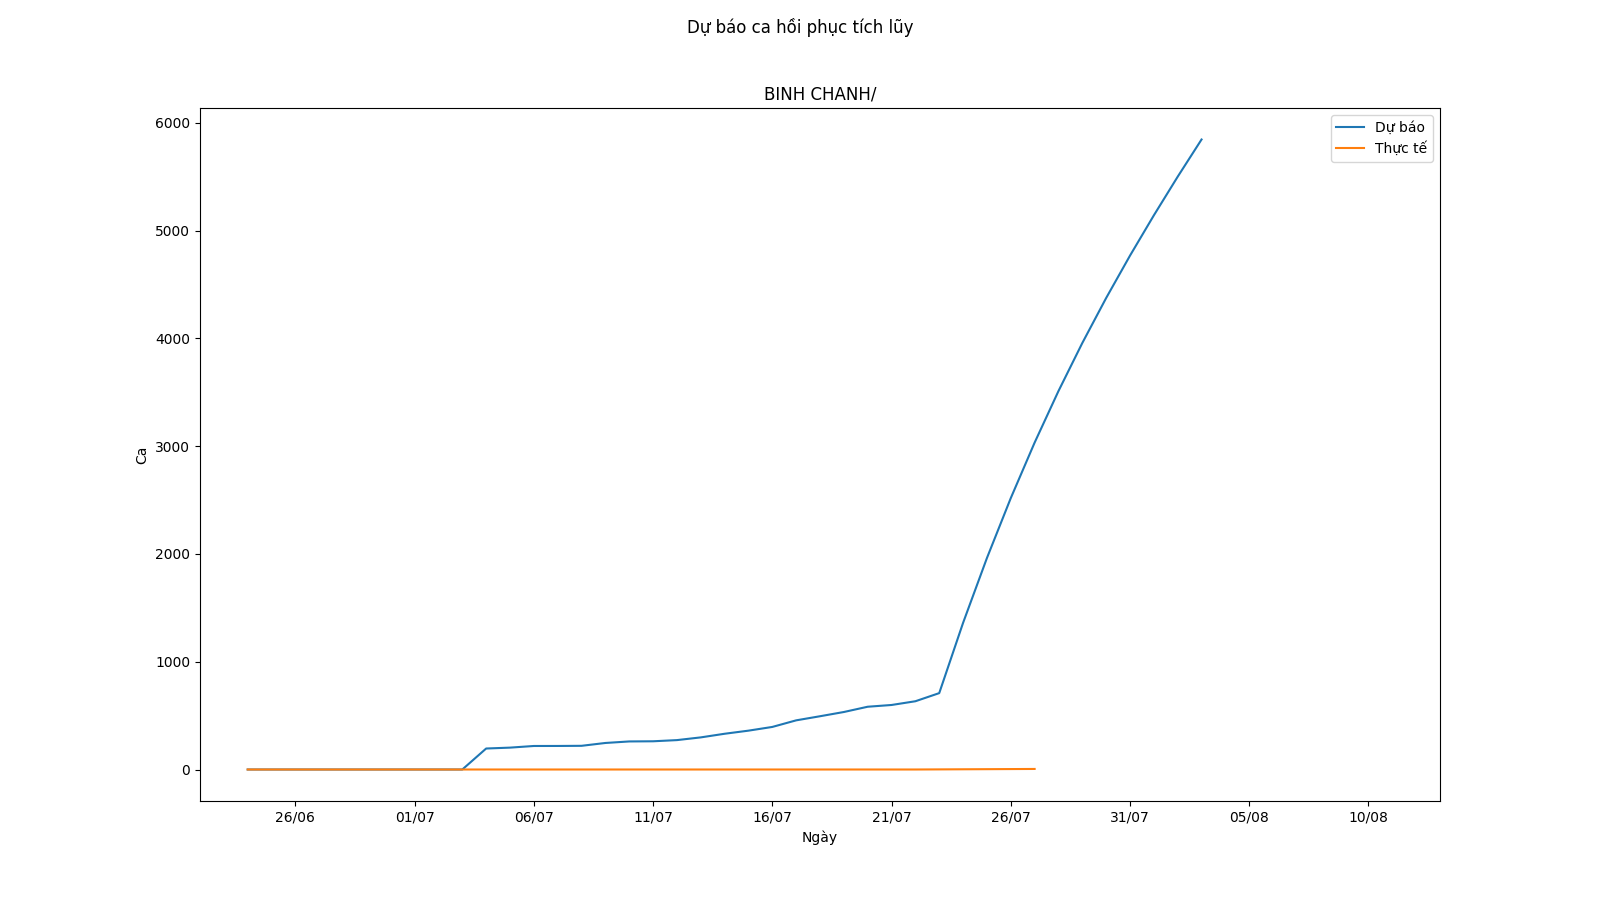 Dự báo ca hồi phục tích lũy
BINH CHANH/
6000
5000
4000
3000
2000
1000
0
Ca
Dự báo
Thực tế
26/06 01/07 06/07 11/07 16/07 21/07 26/07 31/07 05/08 10/08
Ngày